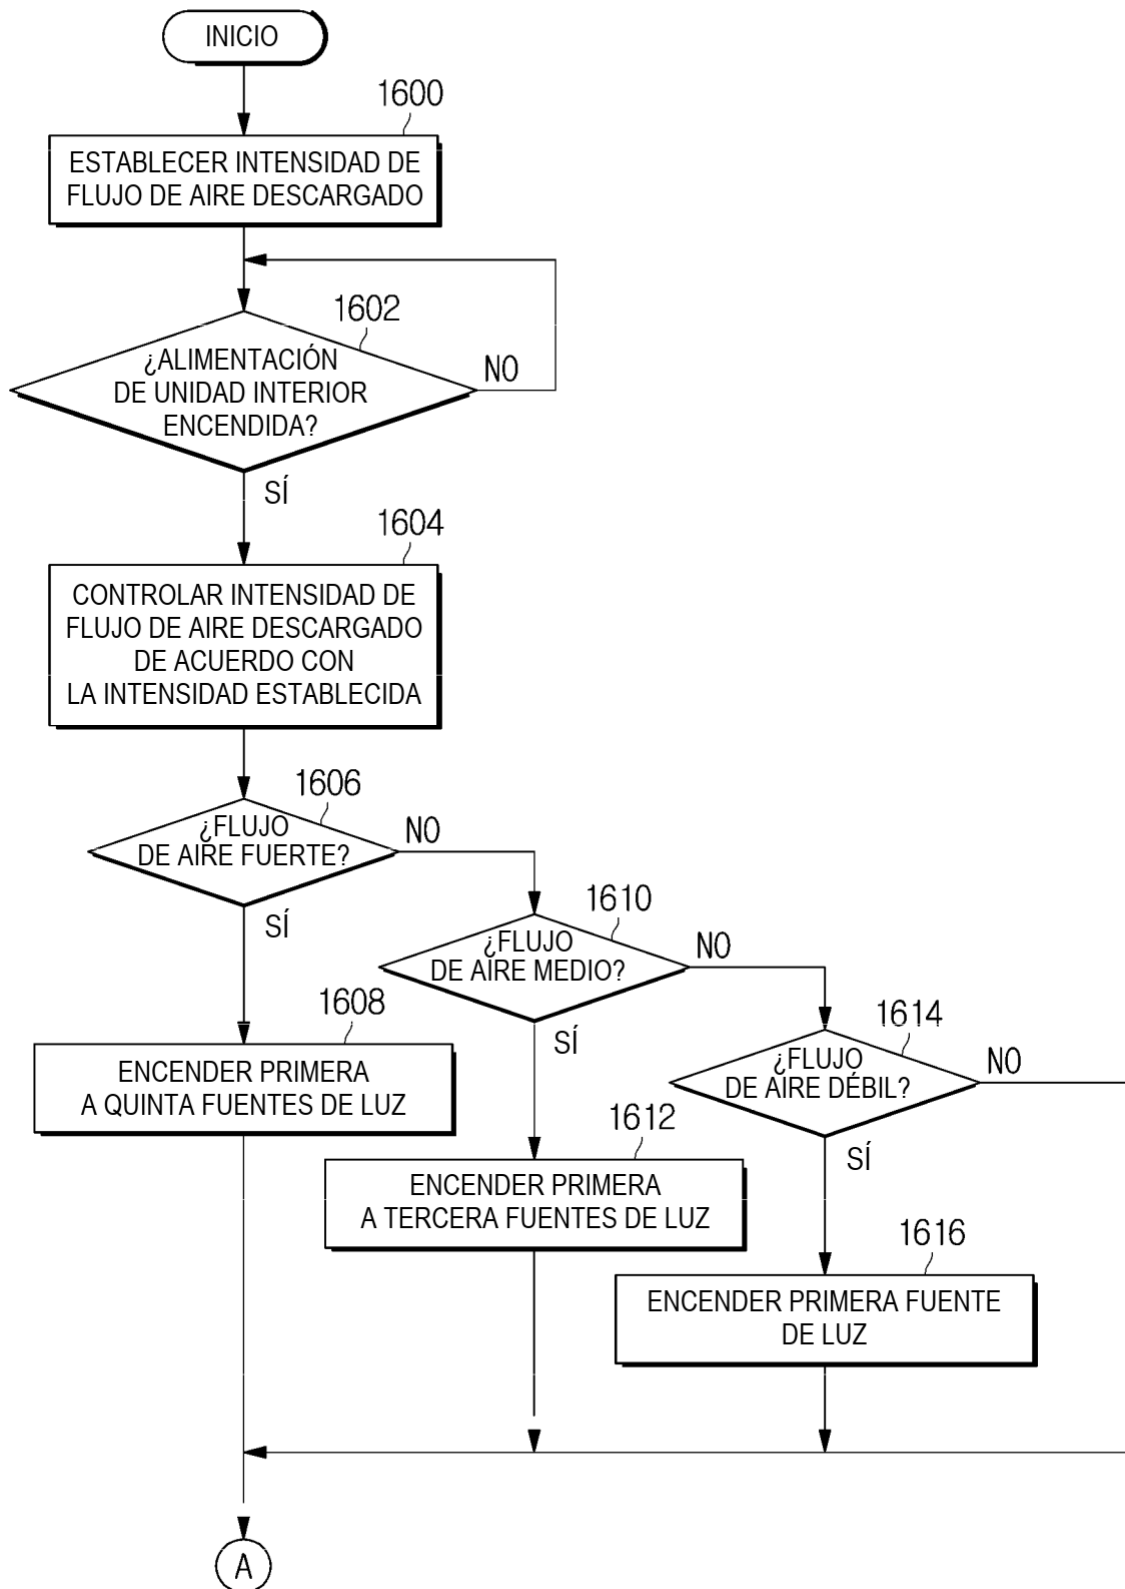 INICIO
1600
ESTABLECER INTENSIDAD DE
FLUJO DE AIRE DESCARGADO
1602
¿ALIMENTACIÓN
DE UNIDAD INTERIOR
ENCENDIDA?
NO
SÍ
1604
CONTROLAR INTENSIDAD DE
FLUJO DE AIRE DESCARGADO
DE ACUERDO CON
LA INTENSIDAD ESTABLECIDA
1606
¿FLUJO
DE AIRE FUERTE?
NO
SÍ
1610
¿FLUJO
DE AIRE MEDIO?
NO
SÍ
1614
¿FLUJO
DE AIRE DÉBIL?
NO
SÍ
1608
ENCENDER PRIMERA
A QUINTA FUENTES DE LUZ
1612
ENCENDER PRIMERA
A TERCERA FUENTES DE LUZ
1616
ENCENDER PRIMERA FUENTE
DE LUZ
A